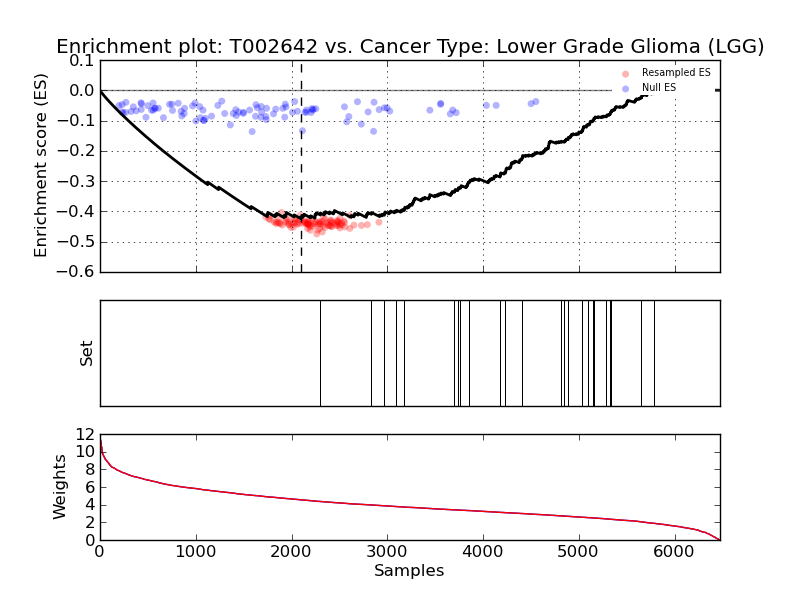 Enrichment plot: T002642 vs. Cancer Type: Lower Grade Glioma (LGG)
Enrichment score (ES)
0.1
0.0
−0.1
−0.2
−0.3
−0.4
−0.5
−0.6
Resampled ES
Null ES
Set
Weights
12
10
8
6
4
2
0
0 1000 2000 3000 4000 5000 6000
Samples